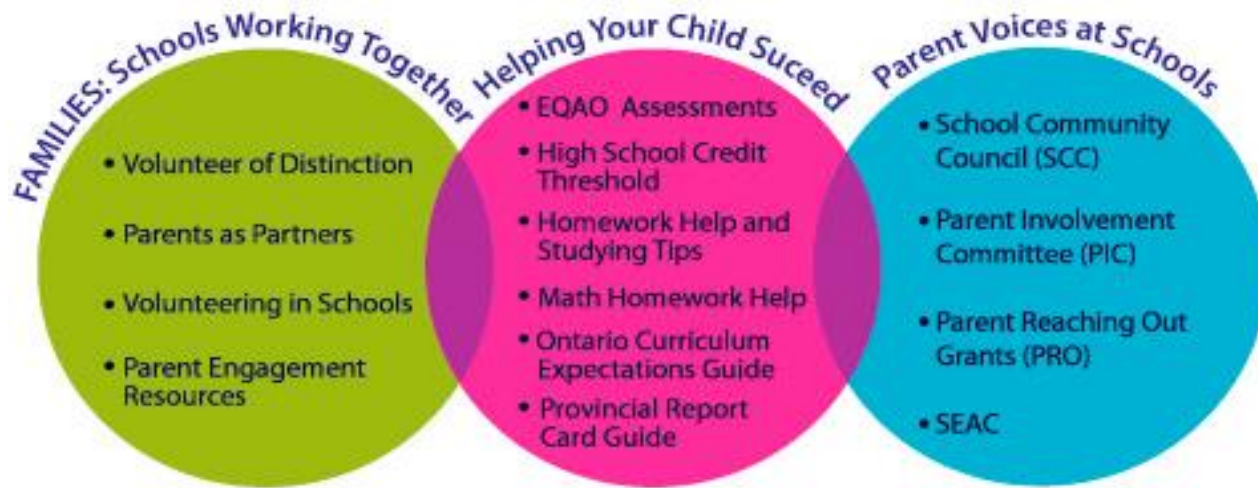 FAMILIES: Schools Working Together
• Volunteer of Distinction
• Parents as Partners
• Volunteering in Schools
• Parent Engagement
Resources
Helping Your Child Suceed
• EQAO Assessments
• High School Credit
Threshold
• Homework Help and
Studying Tips
• Math Homework Help
• Ontario Curriculum
Expectations Guide
• Provincial Report
Card Guide
Parent Voices at Schools
• School Community
Council (SCC)
• Parent Involvement
Committee (PIC)
• Parent Reaching Out
Grants (PRO)
• SEAC